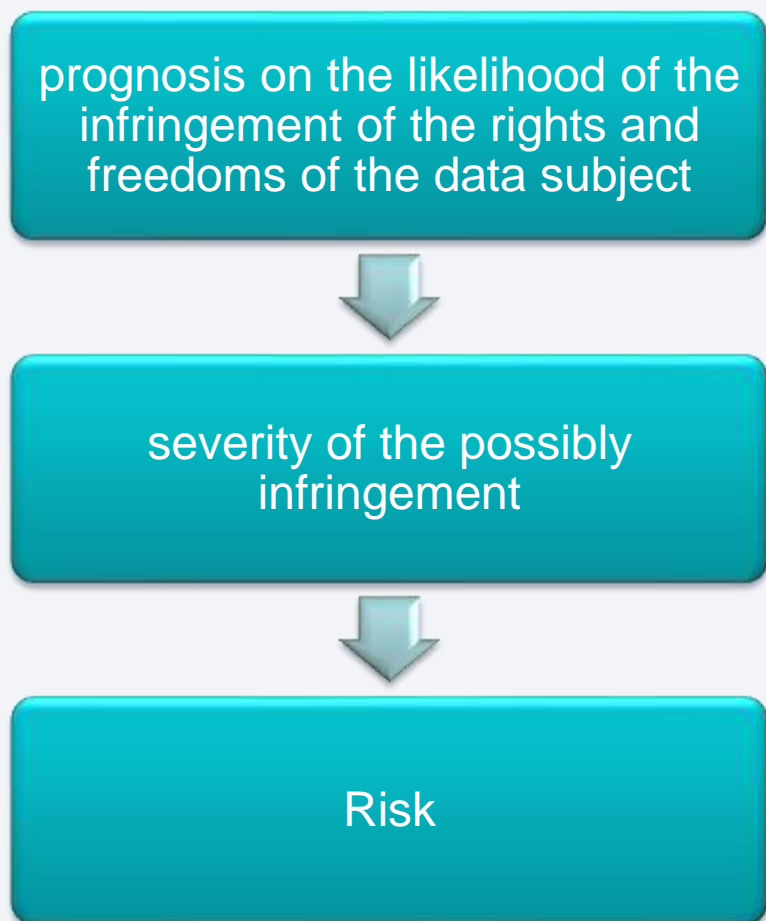 prognosis on the likelihood of the
infringement of the rights and
freedoms of the data subject
severity of the possibly
infringement
Risk